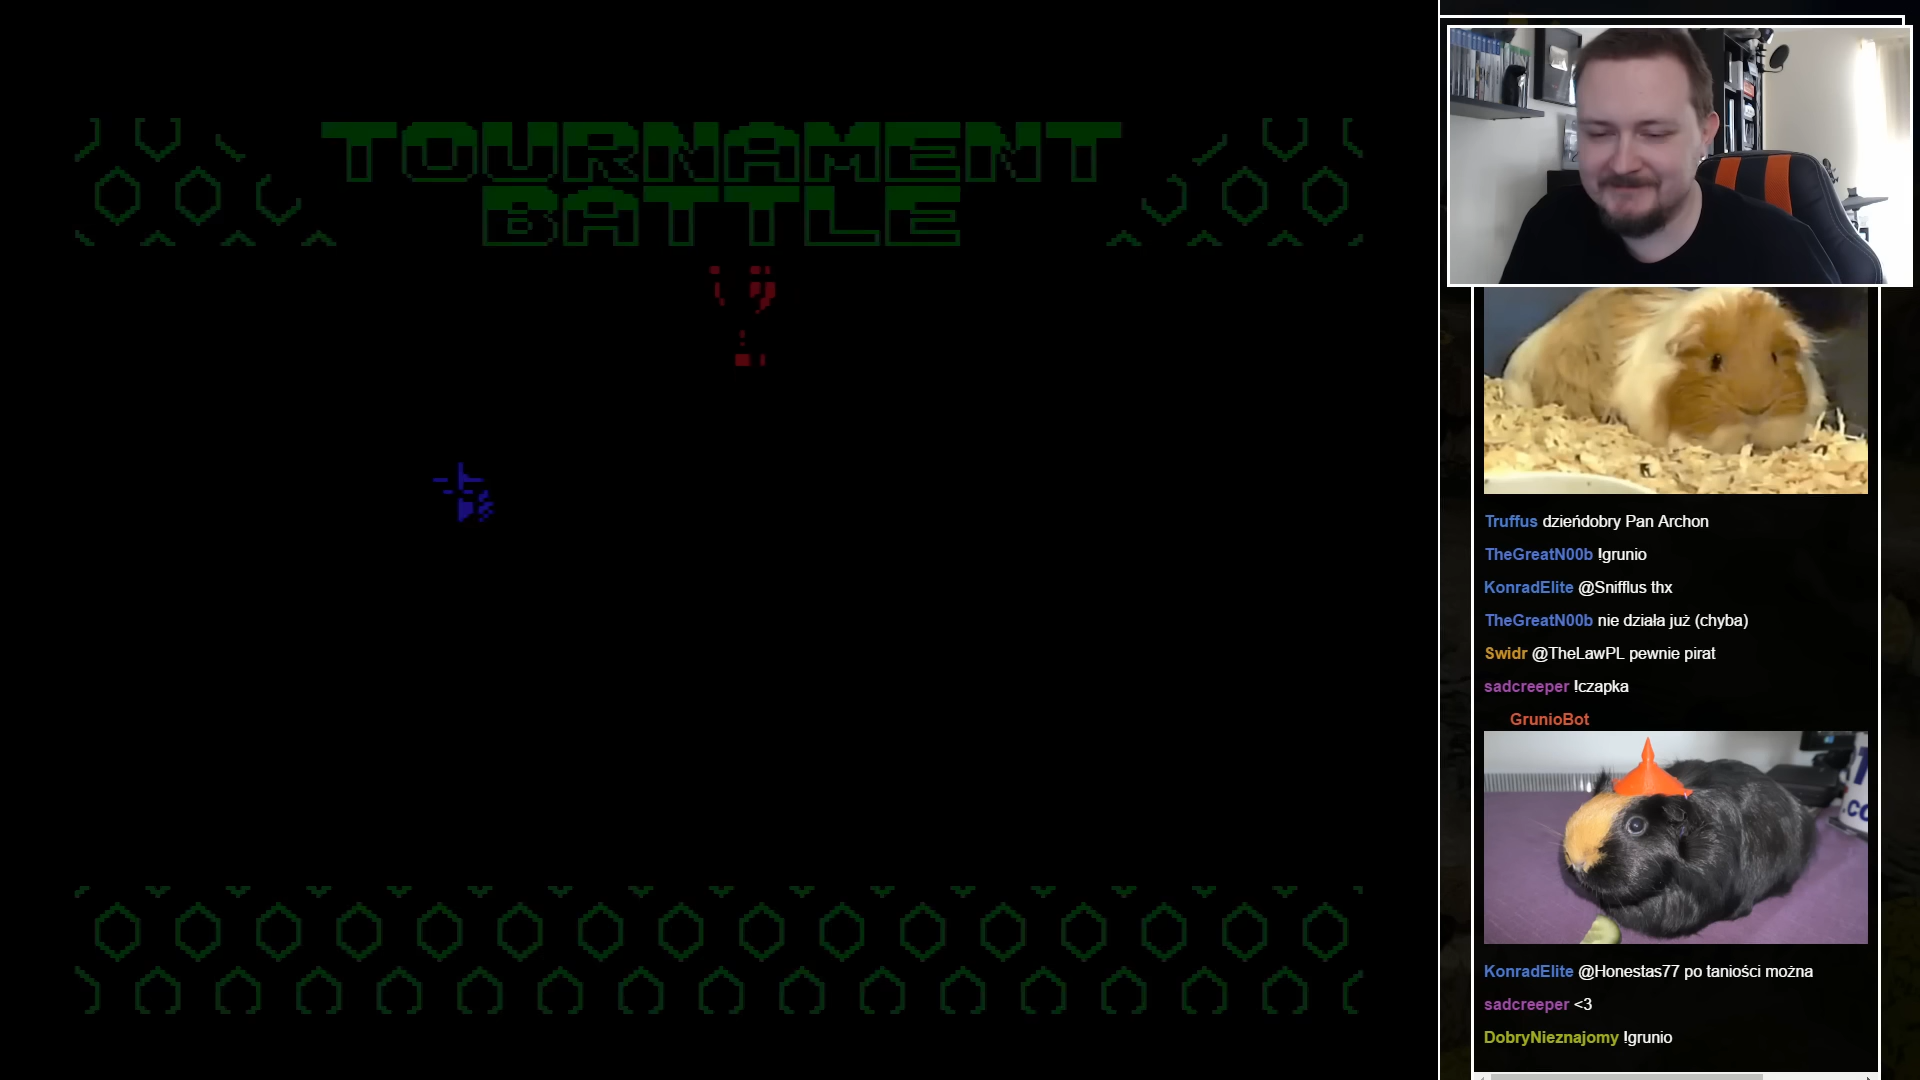 TOURNAMENT
BATTLE
Truffus dzieńdobry Pan Archon
TheGreatN00b !grunio
KonradElite @Snifflus thx
TheGreatN00b nie działa już (chyba)
Swidr @TheLawPL pewnie pirat
sadcreeper !czapka
GrunioBot
KonradElite @Honestas77 po taniości można
sadcreeper <3
DobryNieznajomy !grunio